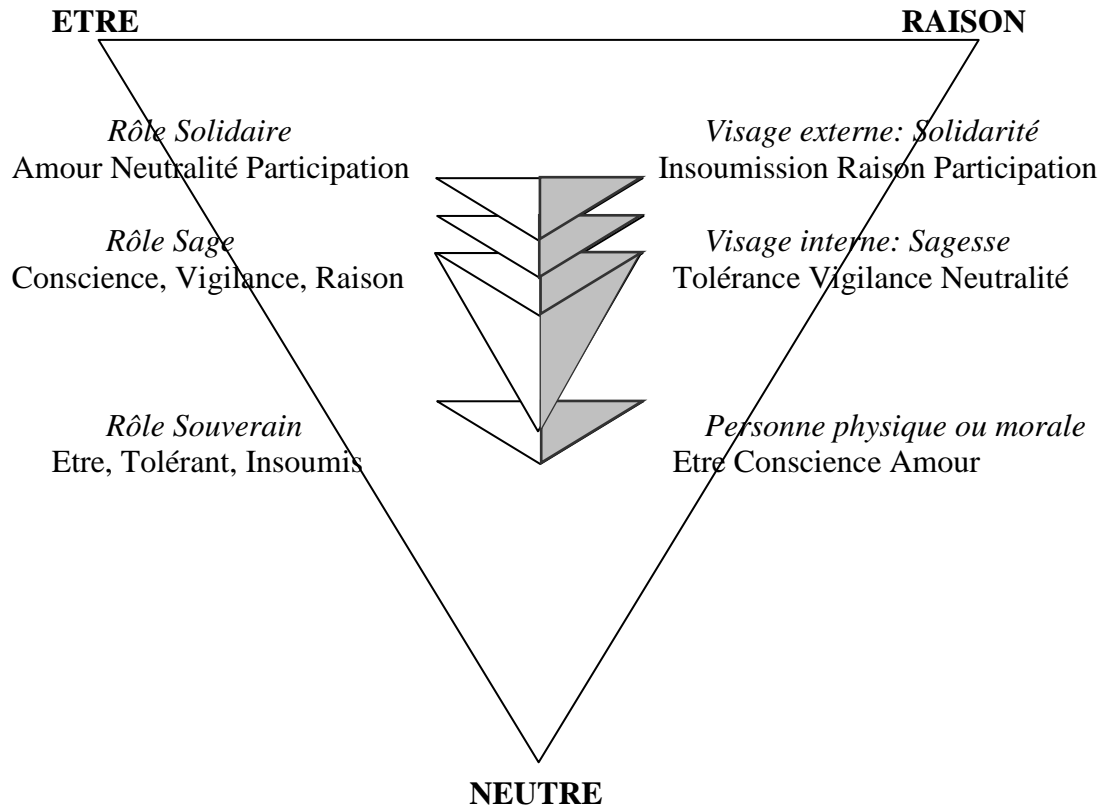 ETRE
RAISON
Rôle Solidaire
Amour Neutralité Participation
Visage externe: Solidarité
Insoumission Raison Participation
Rôle Sage
Conscience, Vigilance, Raison
Visage interne: Sagesse
Tolérance Vigilance Neutralité
Rôle Souverain
Etre, Tolérant, Insoumis
Personne physique ou morale
Etre Conscience Amour
NEUTRE